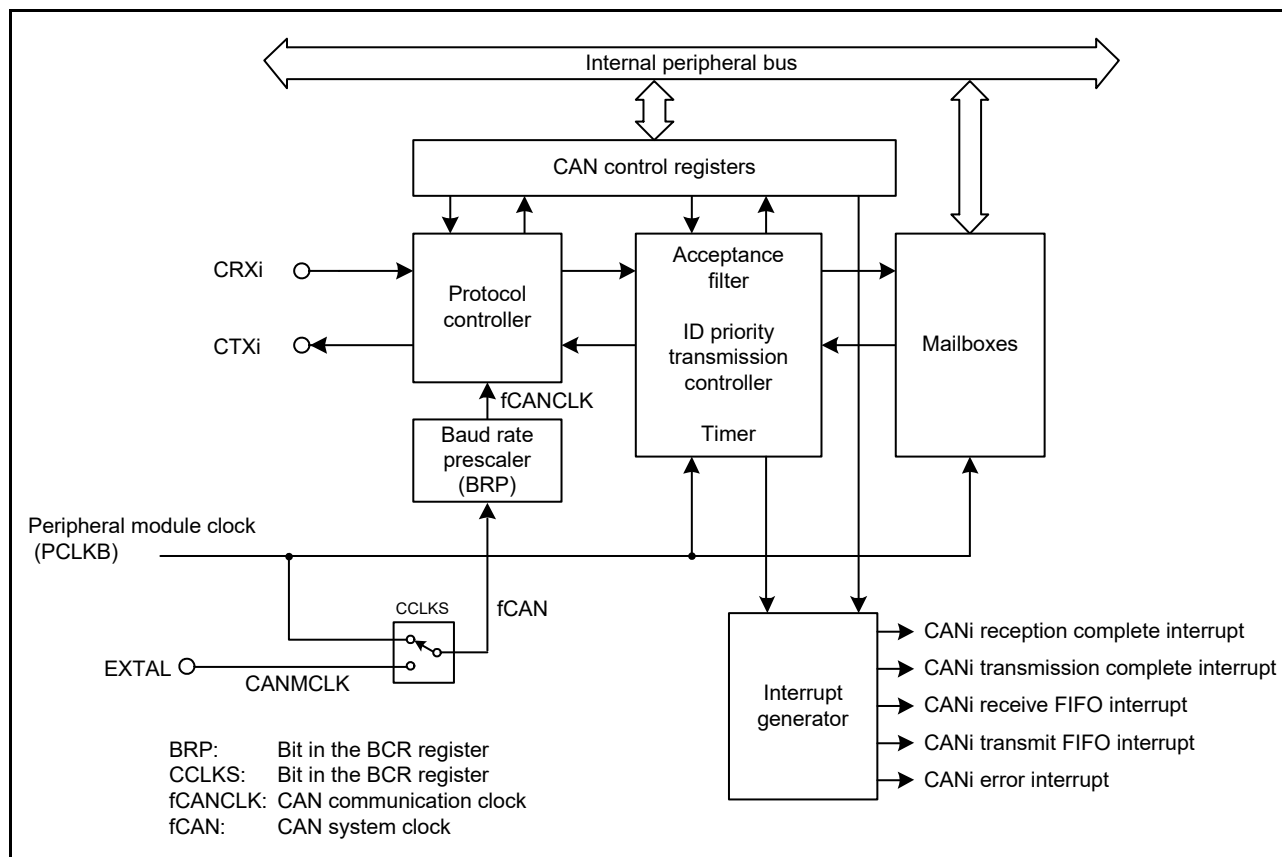 Internal peripheral bus
CAN control registers
CRXi
CTXi
Protocol
controller
Acceptance
filter
ID priority
transmission
controller
Timer
Mailboxes
fCANCLK
Baud rate
prescaler
(BRP)
Peripheral module clock
(PCLKB)
CCLKS
fCAN
EXTAL
CANMCLK
Interrupt
generator
CANi reception complete interrupt
CANi transmission complete interrupt
CANi receive FIFO interrupt
CANi transmit FIFO interrupt
CANi error interrupt
BRP: Bit in the BCR register
CCLKS: Bit in the BCR register
fCANCLK: CAN communication clock
fCAN: CAN system clock